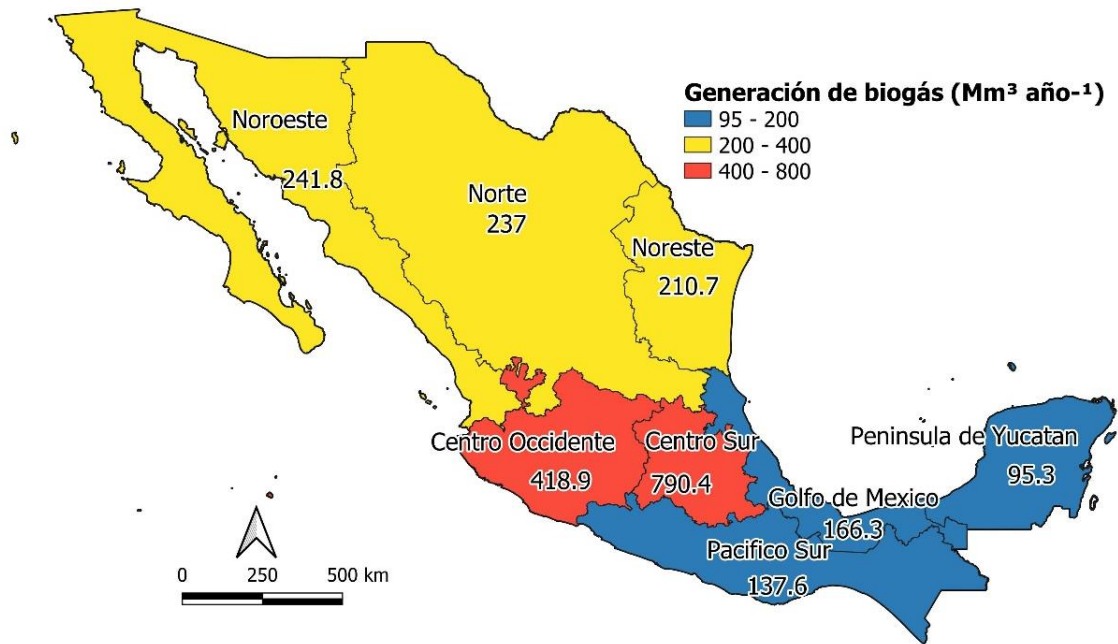 Generación de biogás (Mm³ año-¹)
95 - 200
200 - 400
400 - 800
Noroeste
241.8
Norte
237
Noreste
210.7
Centro Occidente
418.9
Centro Sur
790.4
Peninsula de Yucatan
95.3
Golfo de Mexico
166.3
Pacifico Sur
137.6
0 250 500 km